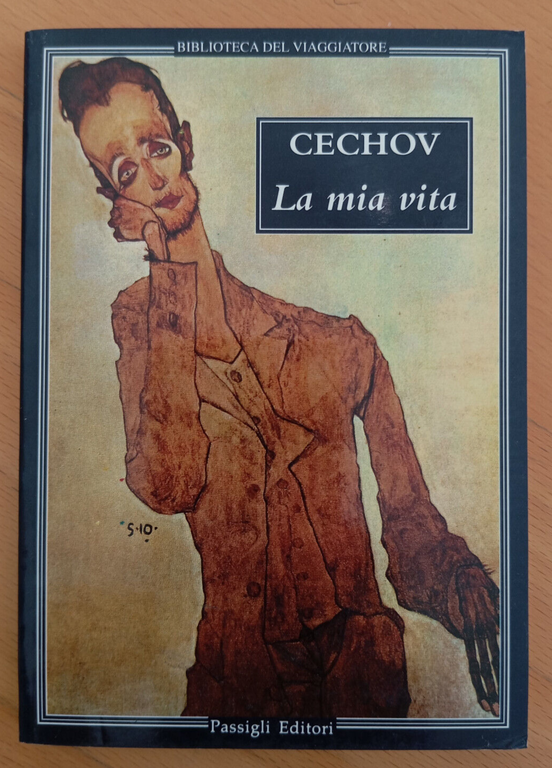 BIBLIOTECA DEL VIAGGIATORE
CECHOV
La mia vita
S·10·
Passigli Editori